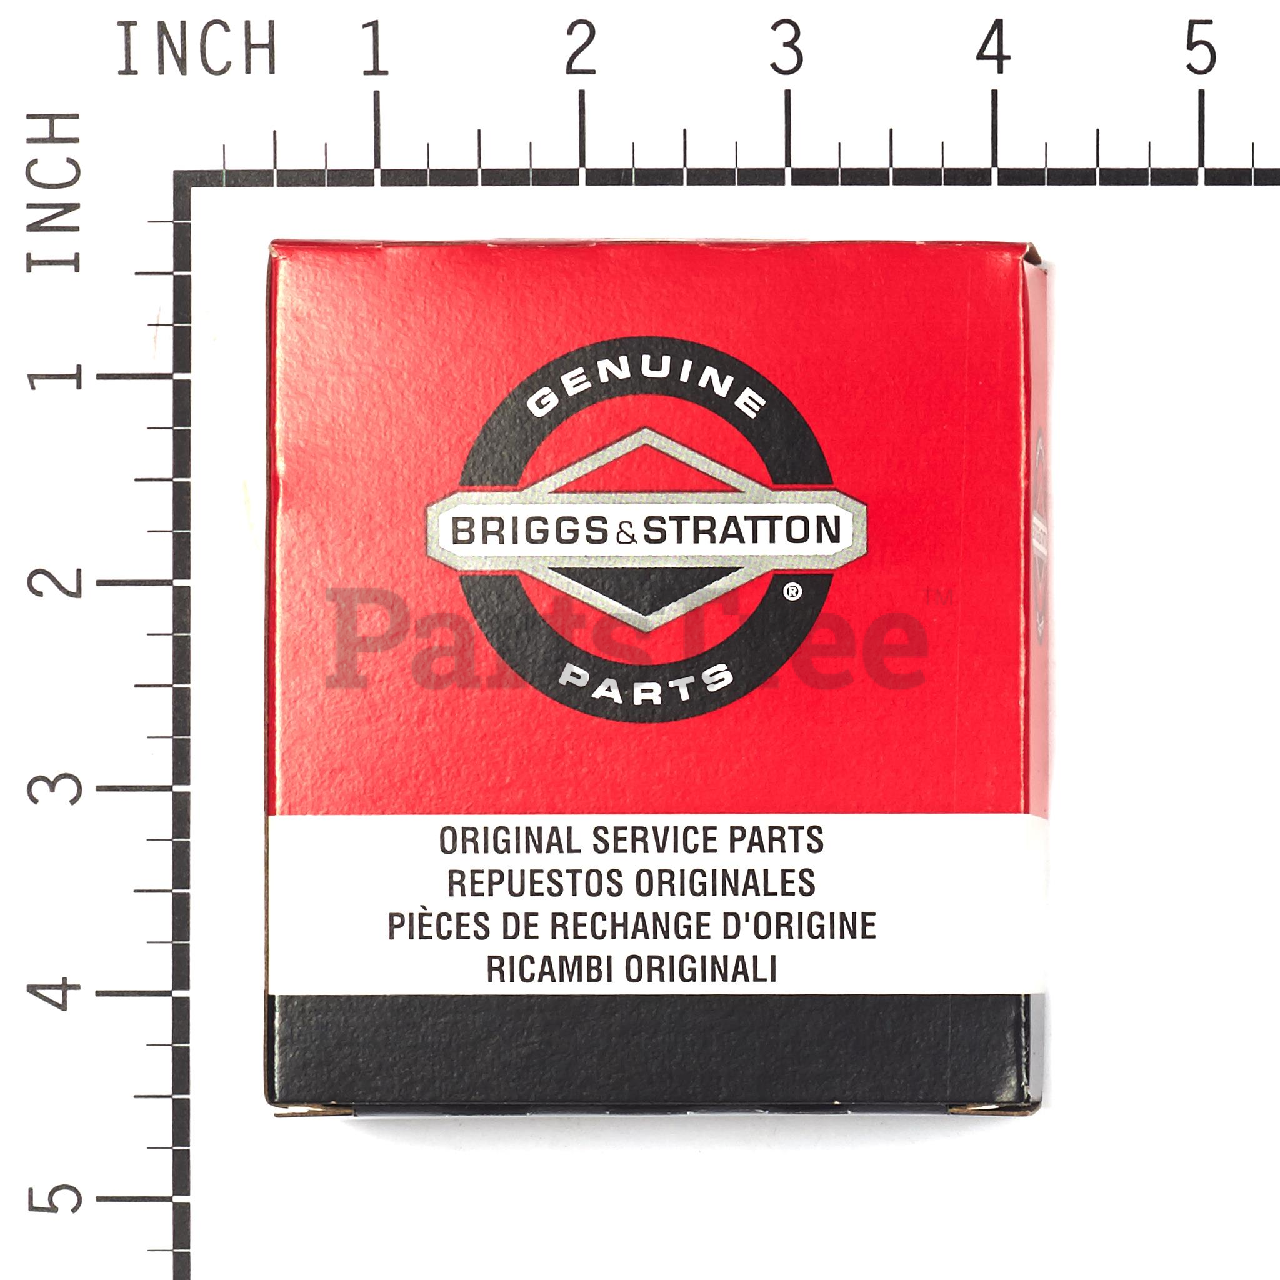 INCH 1 2 3 4 5
INCH 1 2 3 4 5
GENUINE
BRIGGS & STRATTON
®
PartsTree™
PARTS
ORIGINAL SERVICE PARTS
REPUESTOS ORIGINALES
PIÈCES DE RECHANGE D'ORIGINE
RICAMBI ORIGINALI